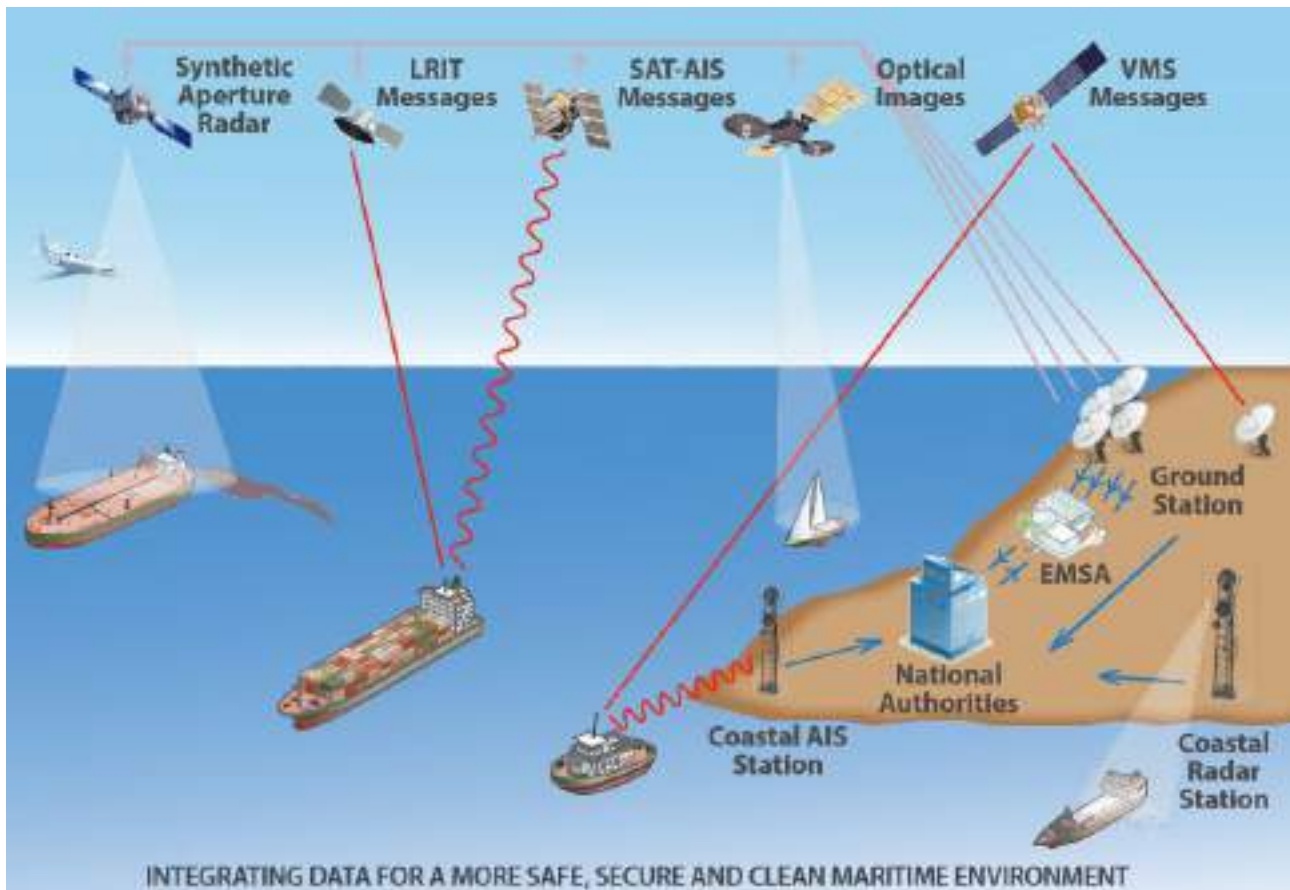 Synthetic
Aperture
Radar
LRIT
Messages
SAT-AIS
Messages
Optical
Images
VMS
Messages
Ground
Station
EMSA
National
Authorities
Coastal AIS
Station
Coastal
Radar
Station
INTEGRATING DATA FOR A MORE SAFE, SECURE AND CLEAN MARITIME ENVIRONMENT